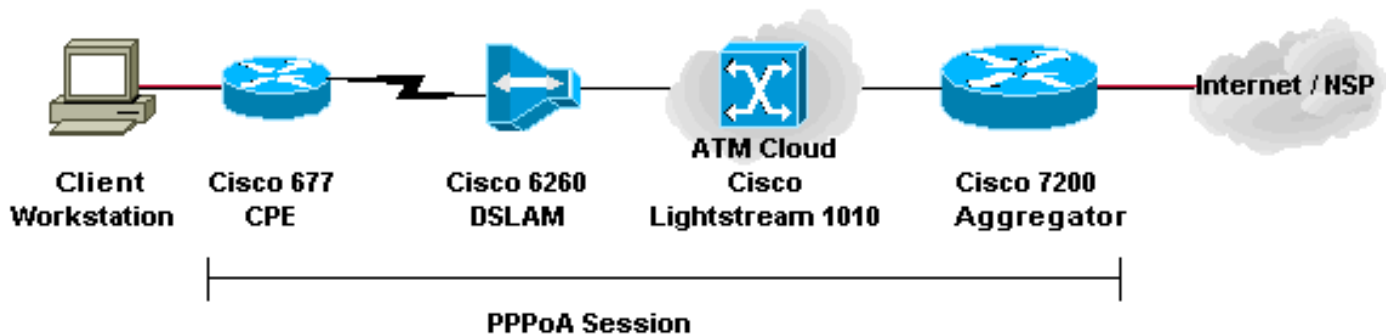 Internet / NSP
ATM Cloud
Client
Workstation
Cisco 677
CPE
Cisco 6260
DSLAM
Cisco
Lightstream 1010
Cisco 7200
Aggregator
PPPoA Session